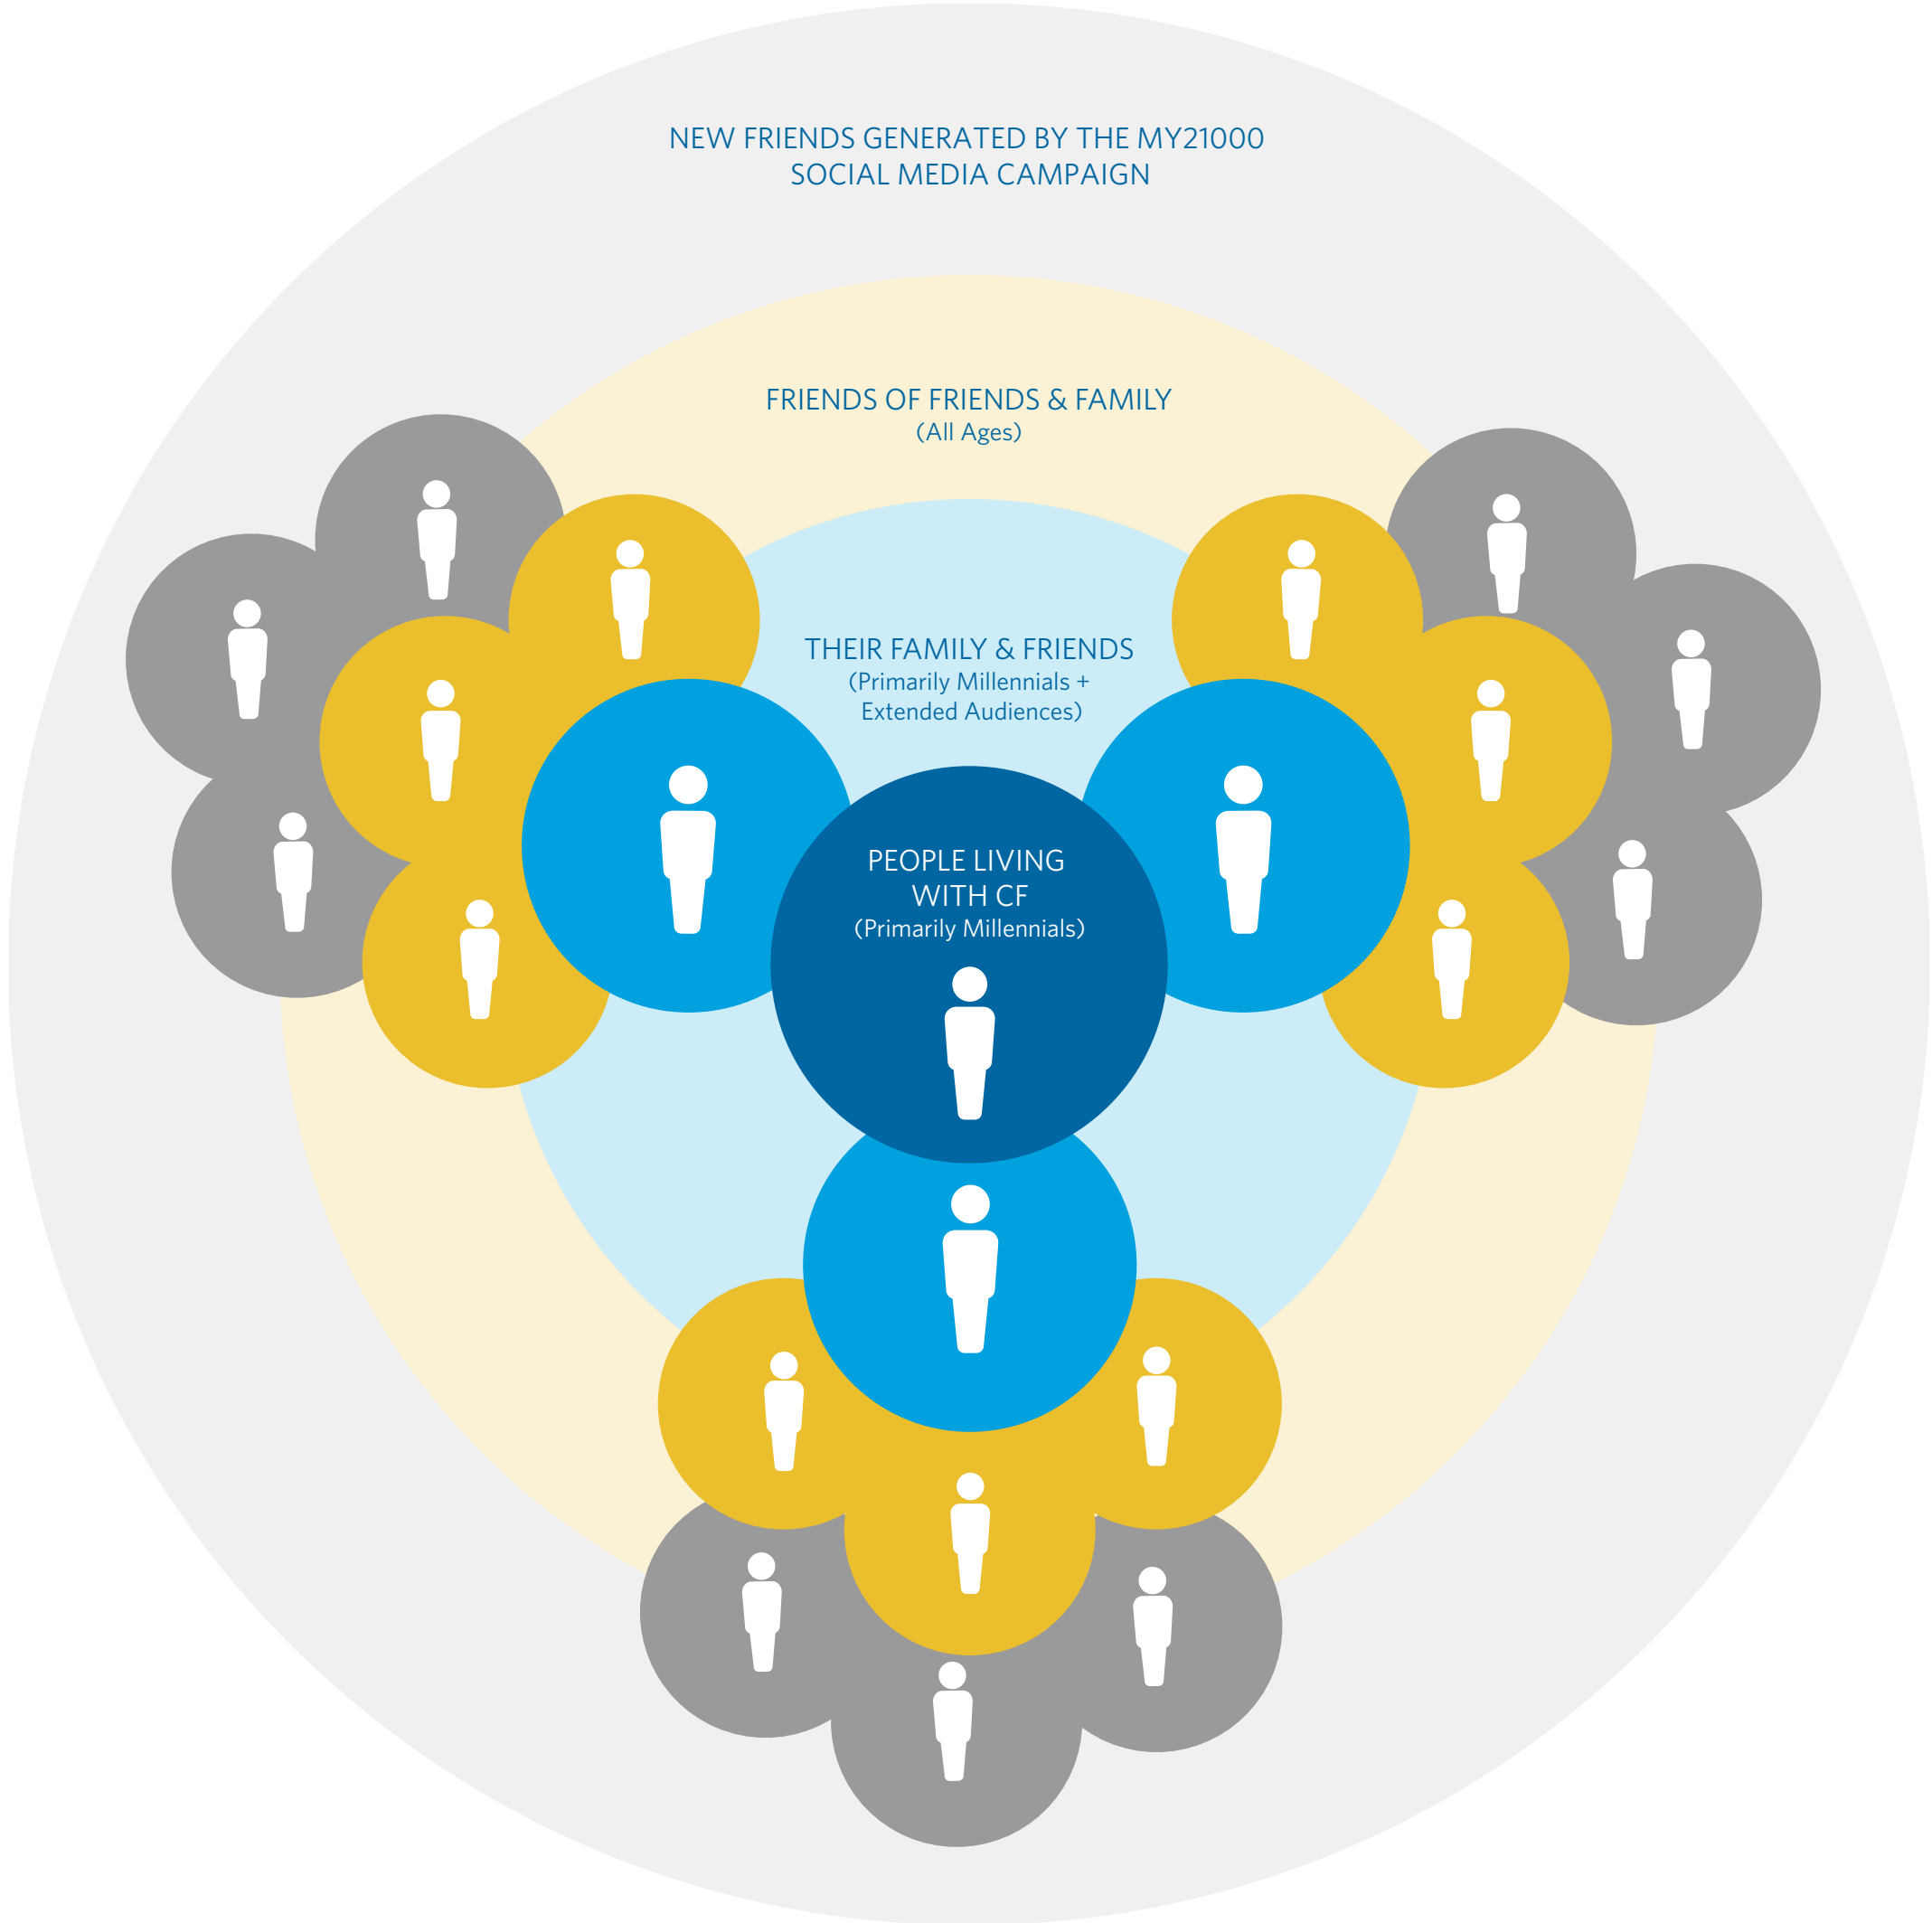 NEW FRIENDS GENERATED BY THE MY21000
SOCIAL MEDIA CAMPAIGN
FRIENDS OF FRIENDS & FAMILY
(All Ages)
THEIR FAMILY & FRIENDS
(Primarily Millennials +
Extended Audiences)
PEOPLE LIVING
WITH CF
(Primarily Millennials)